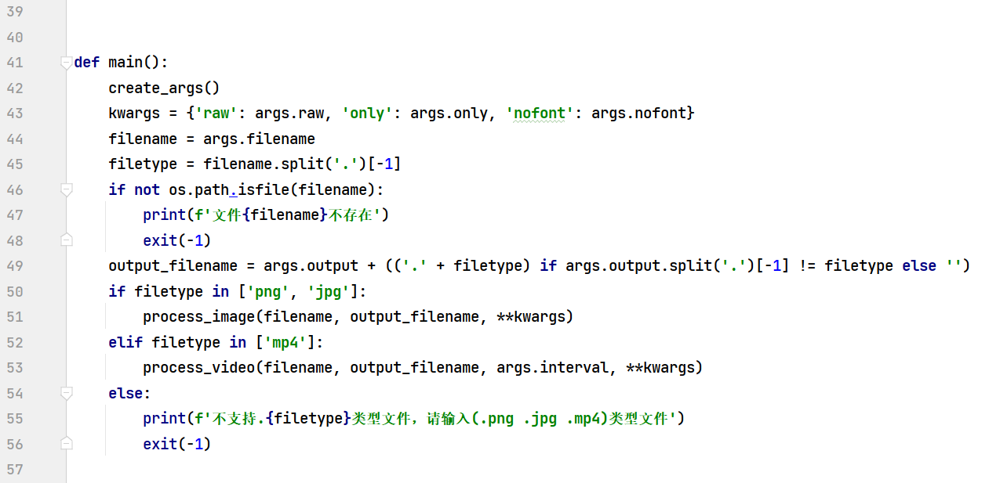 39
40
41 def main():
42     create_args()
43     kwargs = {'raw': args.raw, 'only': args.only, 'nofont': args.nofont}
44     filename = args.filename
45     filetype = filename.split('.')[-1]
46     if not os.path.isfile(filename):
47         print(f'文件{filename}不存在')
48         exit(-1)
49     output_filename = args.output + (('.' + filetype) if args.output.split('.')[-1] != filetype else '')
50     if filetype in ['png', 'jpg']:
51         process_image(filename, output_filename, **kwargs)
52     elif filetype in ['mp4']:
53         process_video(filename, output_filename, args.interval, **kwargs)
54     else:
55         print(f'不支持.{filetype}类型文件，请输入(.png .jpg .mp4)类型文件')
56         exit(-1)
57